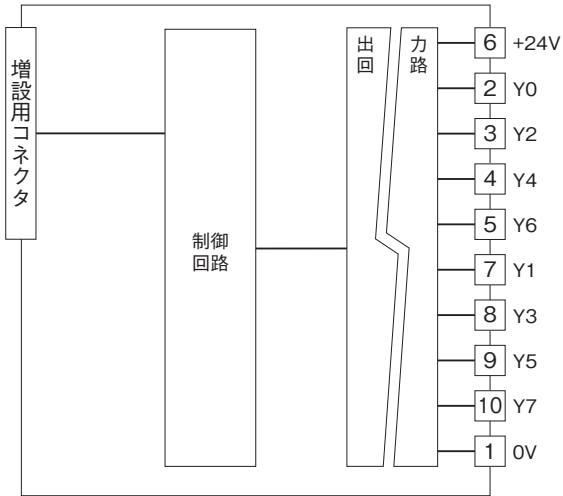 増設用コネクタ
制御
回路
出力
回路
6 +24V
2 Y0
3 Y2
4 Y4
5 Y6
7 Y1
8 Y3
9 Y5
10 Y7
1 0V